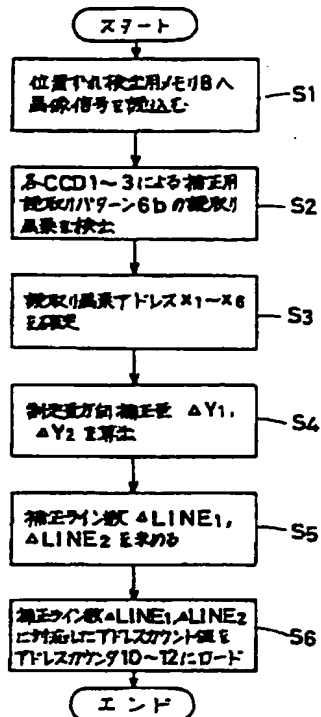 スタート
位置ずれ検出用メモリ8へ
画像信号を読込む
S1
各CCD1～3による補正用
読取りパターン6bの読取り
画素を検出
S2
読取り画素アドレスX1～X6
を確定
S3
副走査方向補正量 ΔY1,
ΔY2 を算出
S4
補正ライン数 ΔLINE1,
ΔLINE2 を求める
S5
補正ライン数ΔLINE1,ΔLINE2
に対応したアドレスカウント値を
アドレスカウンタ10～12にロード
S6
エンド